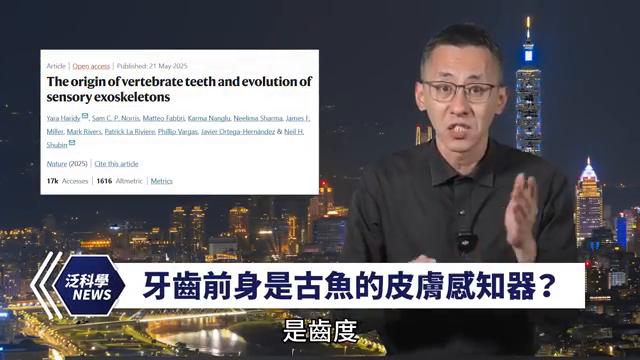 Article | Open access | Published: 21 May 2025
The origin of vertebrate teeth and evolution of
sensory exoskeletons
Yara Haridy, Sam C. P. Norris, Matteo Fabbri, Karma Nanglu, Neelima Sharma, James F.
Miller, Mark Rivers, Patrick La Riviere, Phillip Vargas, Javier Ortega-Hernández & Neil H.
Shubin
Nature (2025) | Cite this article
17k Accesses | 1616 Altmetric | Metrics
泛科學
NEWS
牙齒前身是古魚的皮膚感知器?
是齒度